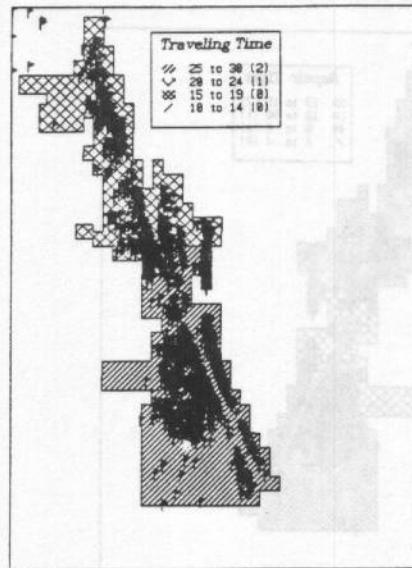 Traveling Time
25 to 30 (2)
20 to 24 (1)
15 to 19 (0)
10 to 14 (0)